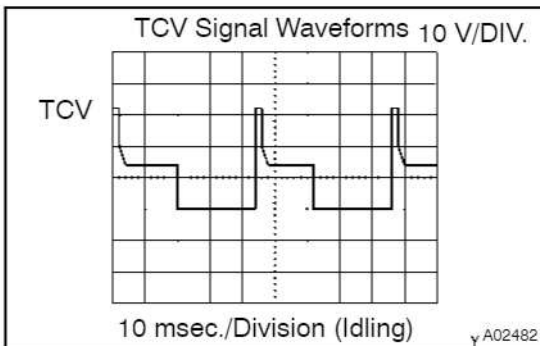 TCV Signal Waveforms 10 V/DIV.
TCV
10 msec./Division (Idling)
Y A02482